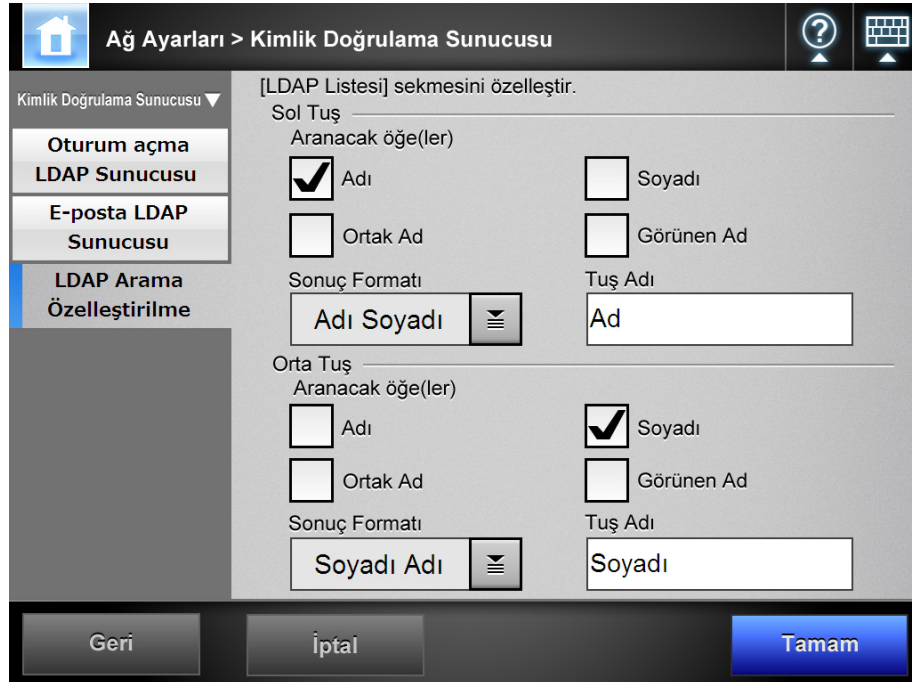 Ağ Ayarları > Kimlik Doğrulama Sunucusu
?
Kimlik Doğrulama Sunucusu ▼
Oturum açma
LDAP Sunucusu
E-posta LDAP
Sunucusu
LDAP Arama
Özelleştirilme
[LDAP Listesi] sekmesini özelleştir.
Sol Tuş
Aranacak öğe(ler)
Adı
Soyadı
Ortak Ad
Görünen Ad
Sonuç Formatı
Tuş Adı
Adı Soyadı
Ad
Orta Tuş
Aranacak öğe(ler)
Adı
Soyadı
Ortak Ad
Görünen Ad
Sonuç Formatı
Tuş Adı
Soyadı Adı
Soyadı
Geri
İptal
Tamam